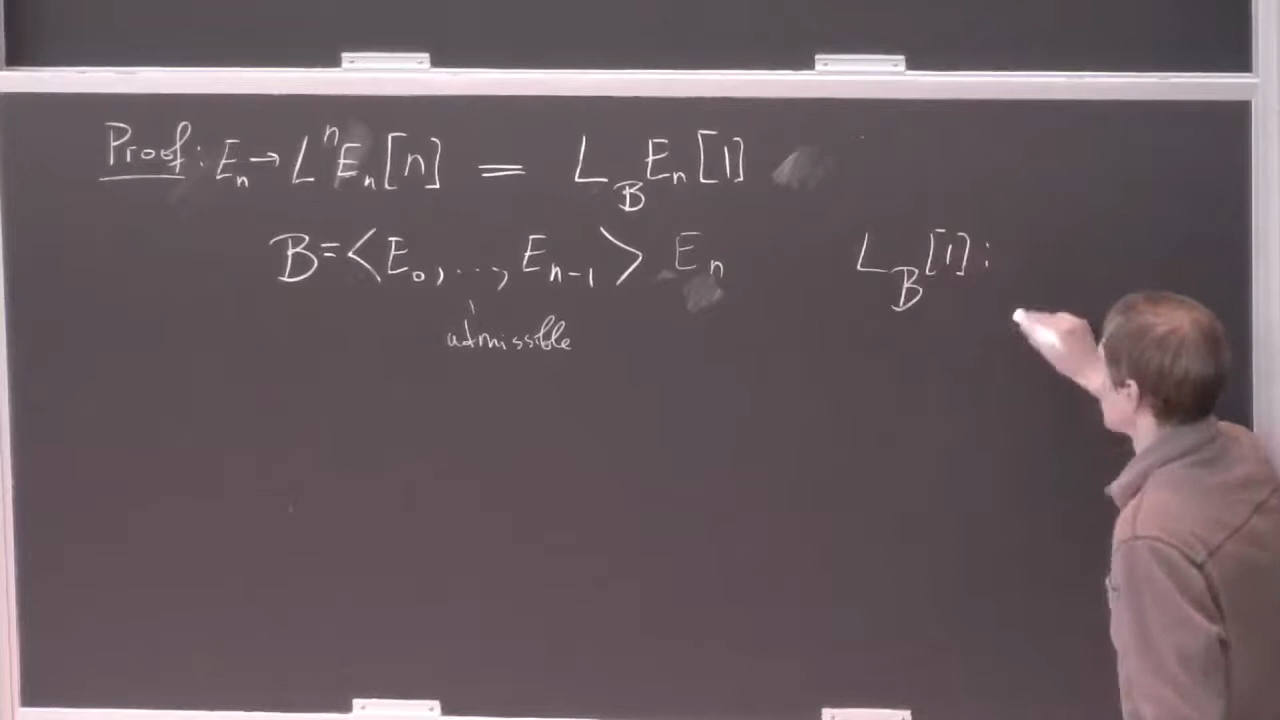 Proof: Eₙ → LⁿEₙ[n] = L_B Eₙ[1]
B = <E₀, ..., Eₙ₋₁> Eₙ L_B[1]:
admissible